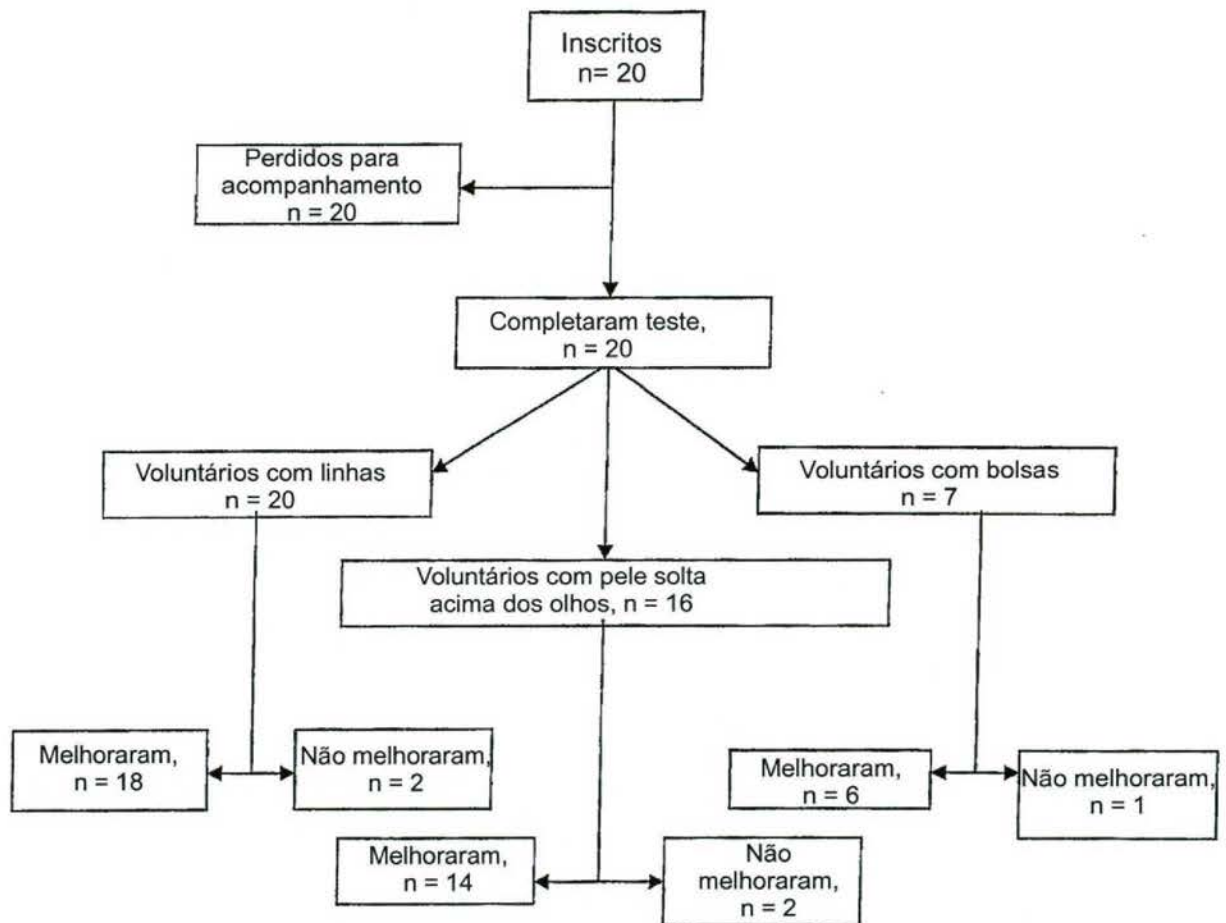 Inscritos
n= 20
Perdidos para
acompanhamento
n = 20
Completaram teste,
n = 20
Voluntários com linhas
n = 20
Voluntários com bolsas
n = 7
Voluntários com pele solta
acima dos olhos, n = 16
Melhoraram,
n = 18
Não melhoraram,
n = 2
Melhoraram,
n = 6
Não melhoraram,
n = 1
Melhoraram,
n = 14
Não
melhoraram,
n = 2